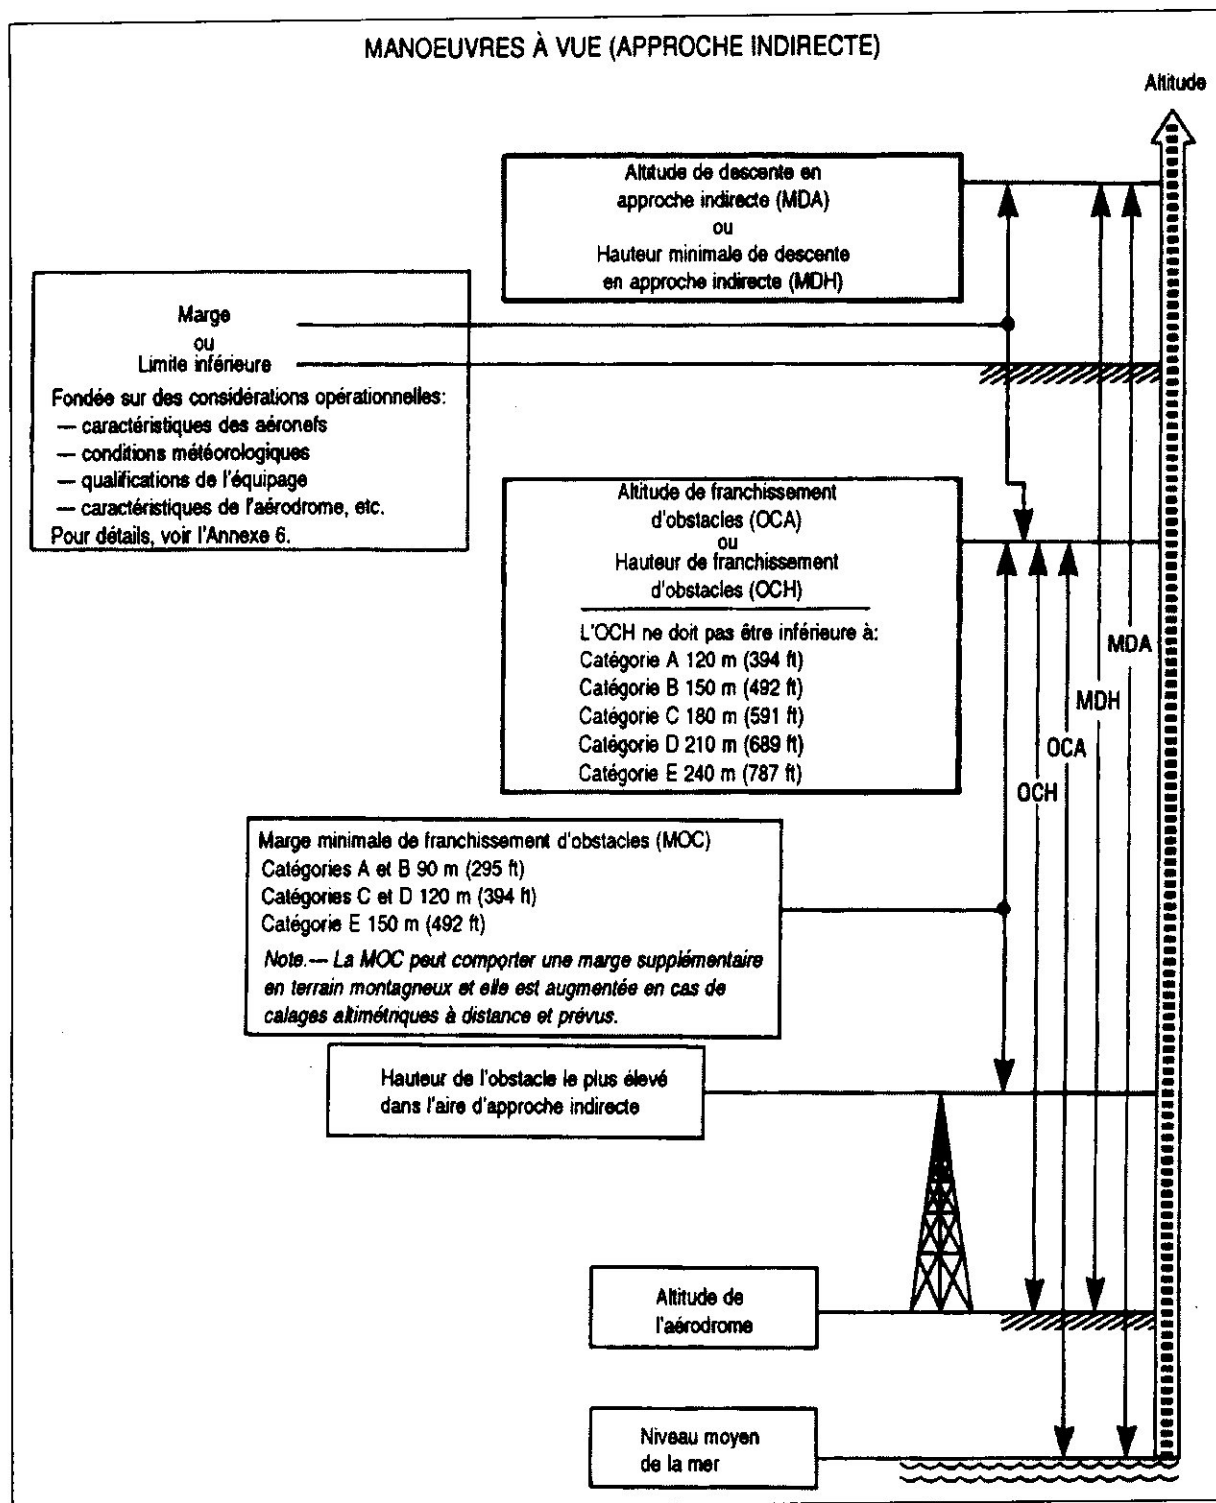 MANOEUVRES À VUE (APPROCHE INDIRECTE)
Altitude
Altitude de descente en
approche indirecte (MDA)
ou
Hauteur minimale de descente
en approche indirecte (MDH)
Marge
ou
Limite inférieure
Fondée sur des considérations opérationnelles:
— caractéristiques des aéronefs
— conditions météorologiques
— qualifications de l'équipage
— caractéristiques de l'aérodrome, etc.
Pour détails, voir l'Annexe 6.
Altitude de franchissement
d'obstacles (OCA)
ou
Hauteur de franchissement
d'obstacles (OCH)
L'OCH ne doit pas être inférieure à:
Catégorie A 120 m (394 ft)
Catégorie B 150 m (492 ft)
Catégorie C 180 m (591 ft)
Catégorie D 210 m (689 ft)
Catégorie E 240 m (787 ft)
MDA
MDH
OCA
OCH
Marge minimale de franchissement d'obstacles (MOC)
Catégories A et B 90 m (295 ft)
Catégories C et D 120 m (394 ft)
Catégorie E 150 m (492 ft)
Note.— La MOC peut comporter une marge supplémentaire
en terrain montagneux et elle est augmentée en cas de
calages altimétriques à distance et prévus.
Hauteur de l'obstacle le plus élevé
dans l'aire d'approche indirecte
Altitude de
l'aérodrome
Niveau moyen
de la mer